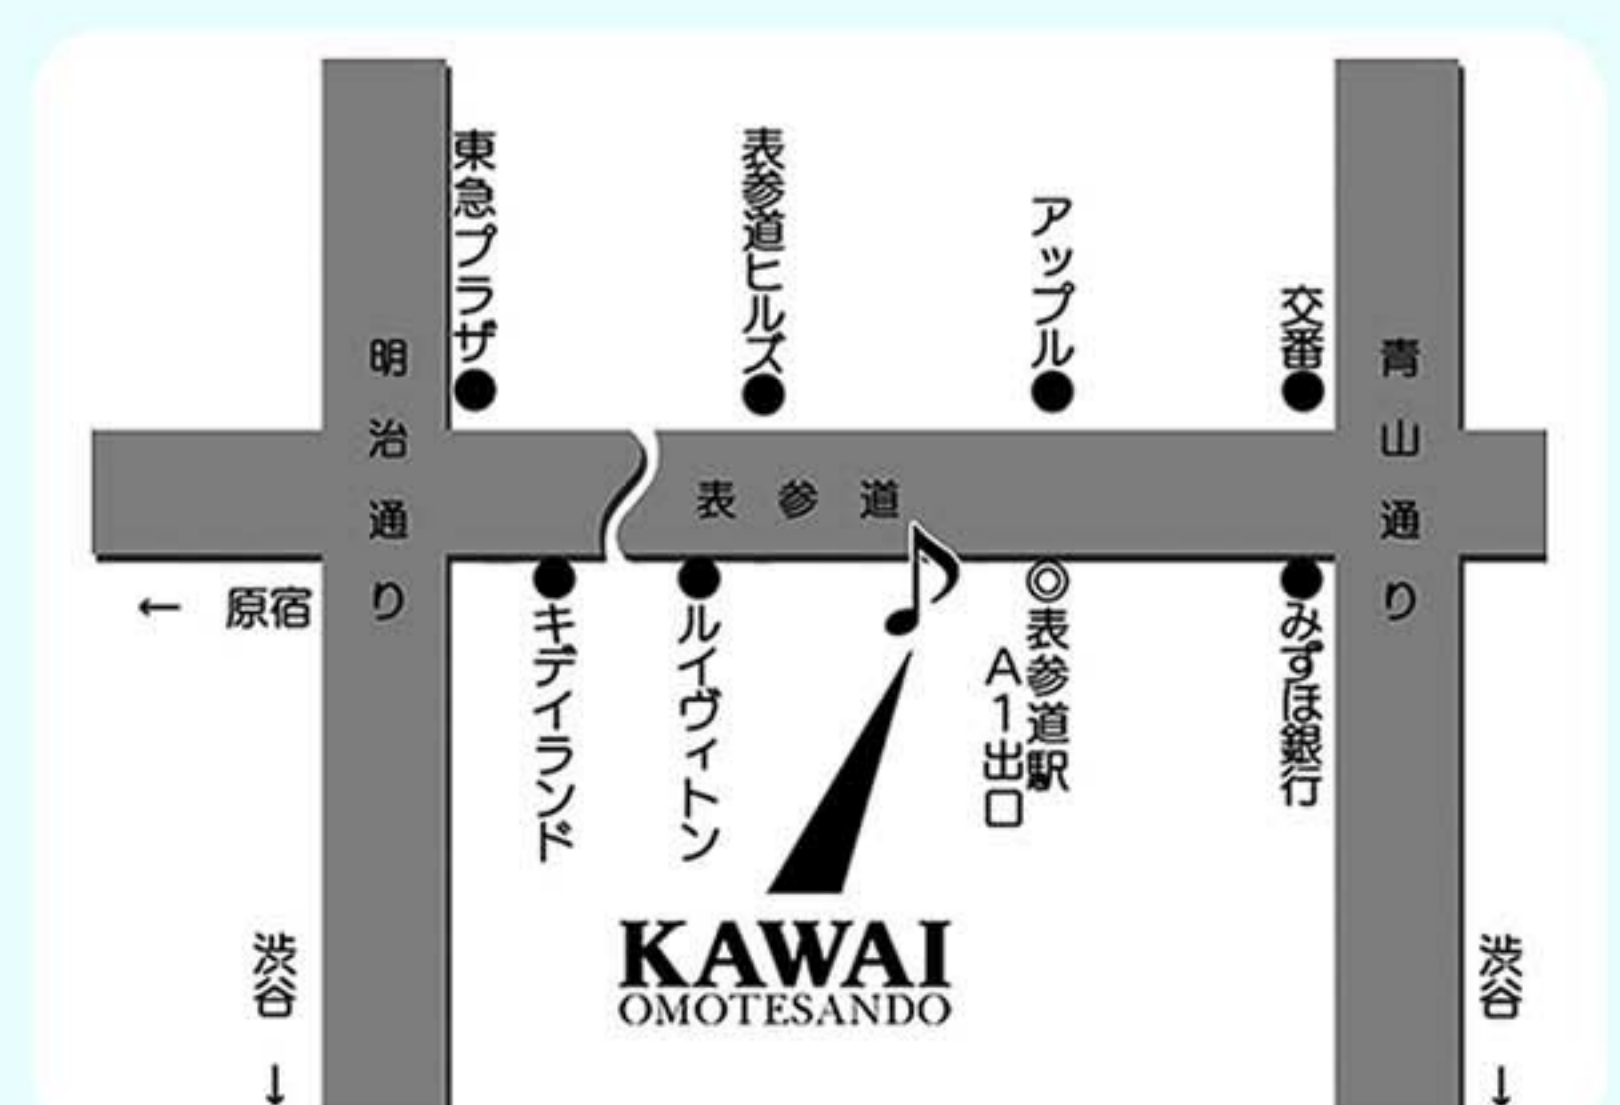 東急プラザ
表参道ヒルズ
アップル
交番
明治通り
青山通り
表参道
← 原宿
キデイランド
ルイヴィトン
表参道駅
A1出口
みずほ銀行
KAWAI
OMOTESANDO
渋谷 ↓
渋谷 ↓